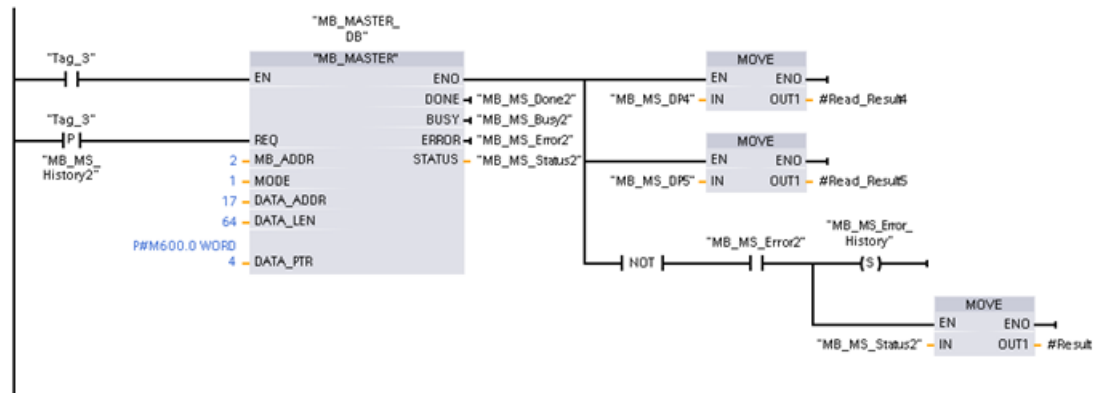 "MB_MASTER_
DB"
"Tag_3"
"MB_MASTER"
MOVE
EN
ENO
EN
ENO
DONE
"MB_MS_Done2"
"MB_MS_DP4"
IN
OUT1
#Read_Result4
"Tag_3"
BUSY
"MB_MS_Busy2"
P
REQ
ERROR
"MB_MS_Error2"
MOVE
"MB_MS_
History2"
2
MB_ADDR
STATUS
"MB_MS_Status2"
EN
ENO
1
MODE
"MB_MS_DP5"
IN
OUT1
#Read_Result5
17
DATA_ADDR
64
DATA_LEN
"MB_MS_Error_
History"
P#M600.0 WORD
4
DATA_PTR
"MB_MS_Error2"
NOT
S
MOVE
EN
ENO
"MB_MS_Status2"
IN
OUT1
#Result